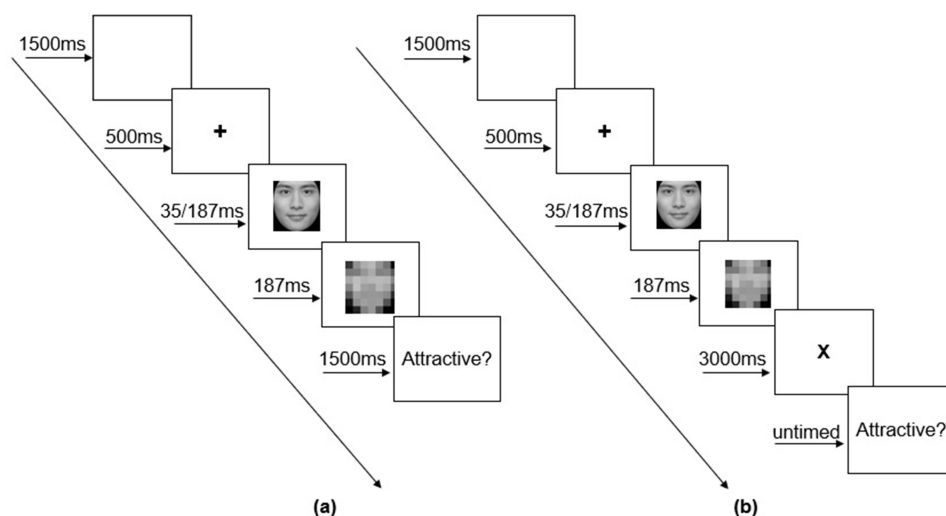 1500ms
500ms
+
35/187ms
187ms
1500ms
Attractive?
(a)
1500ms
500ms
+
35/187ms
187ms
3000ms
X
untimed
Attractive?
(b)